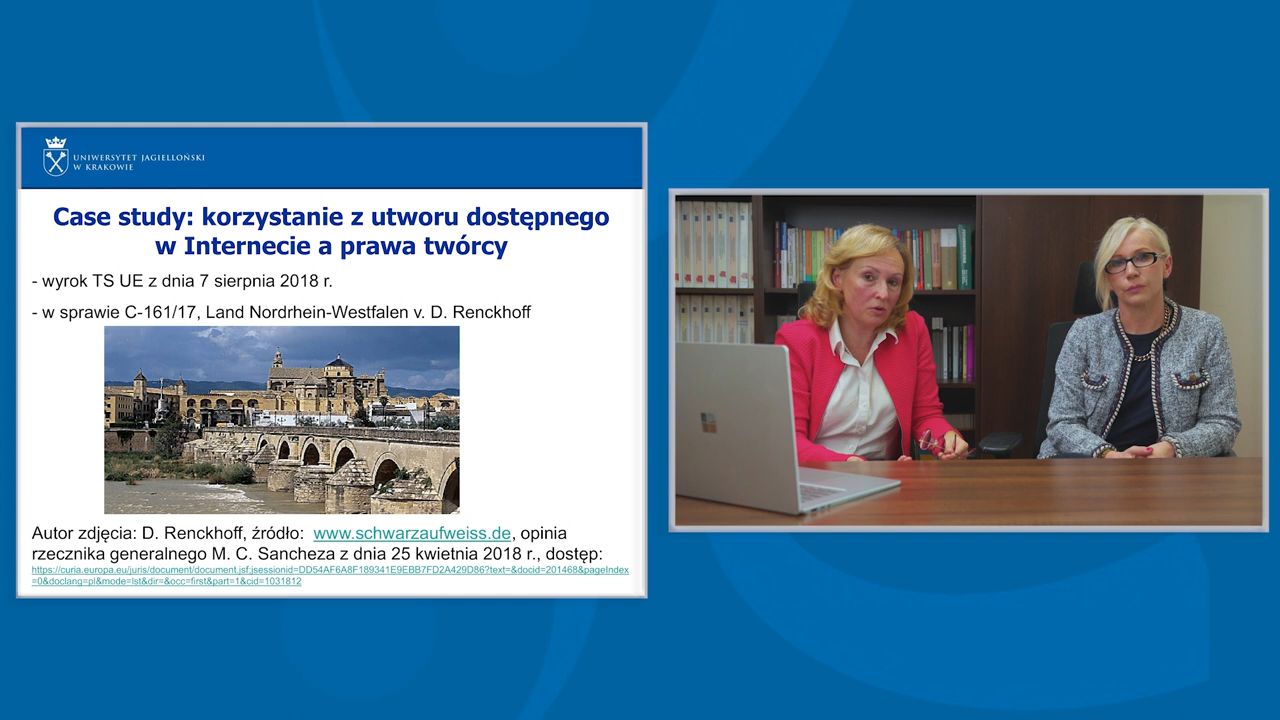 UNIWERSYTET JAGIELLOŃSKI
W KRAKOWIE
Case study: korzystanie z utworu dostępnego
w Internecie a prawa twórcy
- wyrok TS UE z dnia 7 sierpnia 2018 r.
- w sprawie C-161/17, Land Nordrhein-Westfalen v. D. Renckhoff
Autor zdjęcia: D. Renckhoff, źródło: www.schwarzaufweiss.de, opinia
rzecznika generalnego M. C. Sancheza z dnia 25 kwietnia 2018 r., dostęp:
https://curia.europa.eu/juris/document/document.jsf;jsessionid=DD54AF6A8F189341E9EBB7FD2A429D86?text=&docid=201468&pageIndex
=0&doclang=pl&mode=lst&dir=&occ=first&part=1&cid=1031812